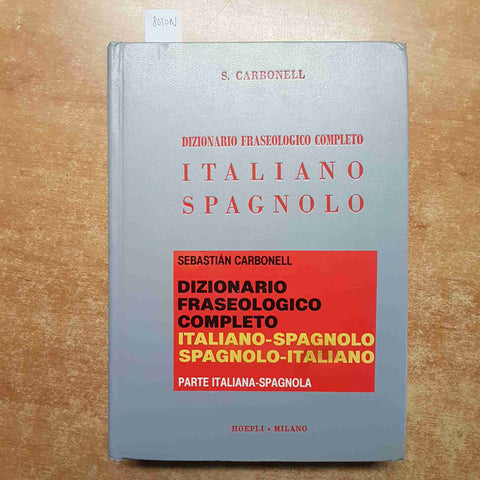 S. CARBONELL
DIZIONARIO FRASEOLOGICO COMPLETO
ITALIANO
SPAGNOLO
SEBASTIÁN CARBONELL
DIZIONARIO
FRASEOLOGICO
COMPLETO
ITALIANO-SPAGNOLO
SPAGNOLO-ITALIANO
PARTE ITALIANA-SPAGNOLA
HOEPLI - MILANO